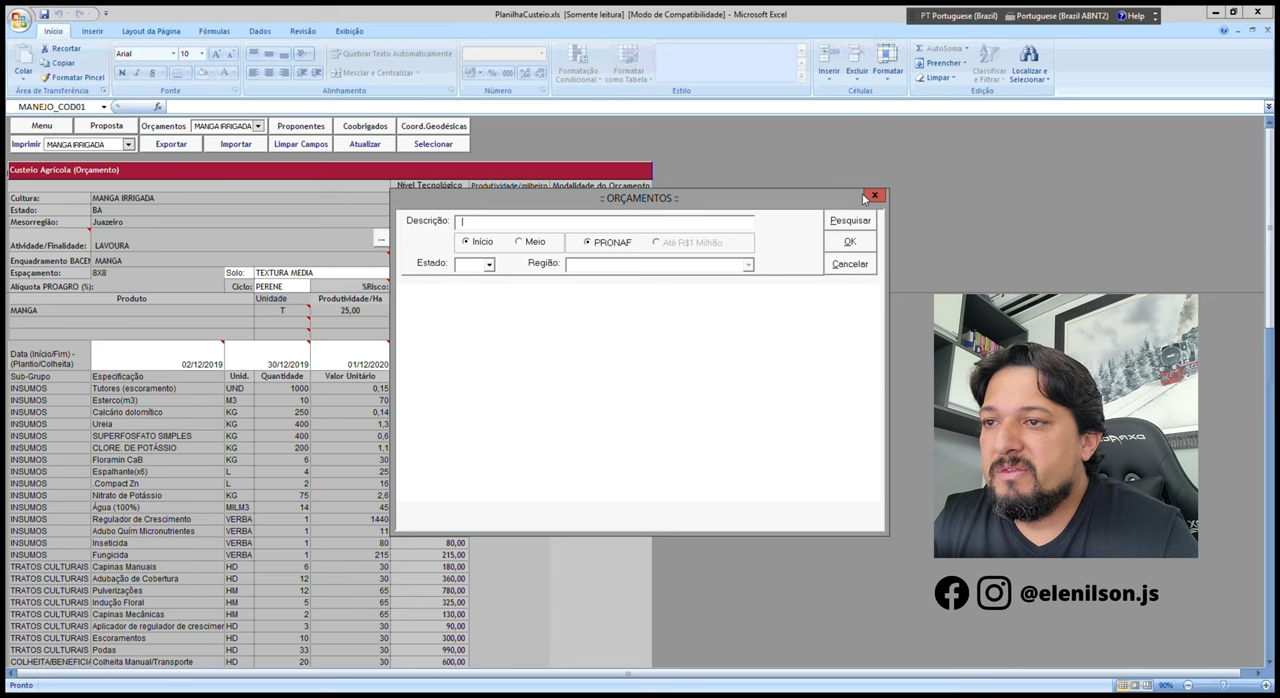 PlanilhaCusteio.xls [Somente leitura] [Modo de Compatibilidade] - Microsoft Excel
PT Portuguese (Brazil) Portuguese (Brazil ABNT2) Help
Início Inserir Layout da Página Fórmulas Dados Revisão Exibição
Recortar
Copiar
Formatar Pincel
Colar
Área de Transferência
Arial 10
N I S
Fonte
Quebrar Texto Automaticamente
Mesclar e Centralizar
Alinhamento
% 000
Número
Formatação Condicional
Formatar como Tabela
Estilo
Inserir Excluir Formatar
Células
AutoSoma
Preencher
Limpar
Classificar e Filtrar
Localizar e Selecionar
Edição
MANEJO_COD01 fx
Menu Proposta Orçamentos MANGA IRRIGADA Proponentes Coobrigados Coord.Geodésicas
Imprimir MANGA IRRIGADA Exportar Importar Limpar Campos Atualizar Selecionar
Custeio Agrícola (Orçamento)
Nível Tecnológico Produtividade/milheiro Modalidade do Orçamento
Cultura: MANGA IRRIGADA
Estado: BA
Mesorregião: Juazeiro
Atividade/Finalidade: LAVOURA ...
Enquadramento BACEN MANGA
Espaçamento: 8X8 Solo: TEXTURA MEDIA
Alíquota PROAGRO (%): Ciclo: PERENE %Risco:
Produto Unidade Produtividade/Ha
MANGA T 25,00
Data (Início/Fim) -
(Plantio/Colheita) 02/12/2019 30/12/2019 01/12/2020
Sub-Grupo Especificação Unid. Quantidade Valor Unitário
INSUMOS Tutores (escoramento) UND 1000 0,15
INSUMOS Esterco(m3) M3 10 70
INSUMOS Calcário dolomítico KG 250 0,14
INSUMOS Ureia KG 400 1,3
INSUMOS SUPERFOSFATO SIMPLES KG 400 0,6
INSUMOS CLORE. DE POTÁSSIO KG 200 1,1
INSUMOS Floramin CaB KG 6 30
INSUMOS Espalhante(x6) L 4 25
INSUMOS .Compact Zn L 2 16
INSUMOS Nitrato de Potássio KG 75 2,6
INSUMOS Água (100%) MILM3 14 45
INSUMOS Regulador de Crescimento VERBA 1 1440
INSUMOS Adubo Quím Micronutrientes VERBA 1 11
INSUMOS Inseticida VERBA 1 80 80,00
INSUMOS Fungicida VERBA 1 215 215,00
TRATOS CULTURAIS Capinas Manuais HD 6 30 180,00
TRATOS CULTURAIS Adubação de Cobertura HD 12 30 360,00
TRATOS CULTURAIS Pulverizações HM 12 65 780,00
TRATOS CULTURAIS Indução Floral HM 5 65 325,00
TRATOS CULTURAIS Capinas Mecânicas HM 2 65 130,00
TRATOS CULTURAIS Aplicador de regulador de crescimen HD 3 30 90,00
TRATOS CULTURAIS Escoramentos HD 10 30 300,00
TRATOS CULTURAIS Podas HD 33 30 990,00
COLHEITA/BENEFICIA Colheita Manual/Transporte HD 20 30 600,00
:: ORÇAMENTOS ::
Descrição: Pesquisar
Início Meio PRONAF Até R$1 Milhão OK
Estado: Região: Cancelar
@elenilson.js
Pronto 90%